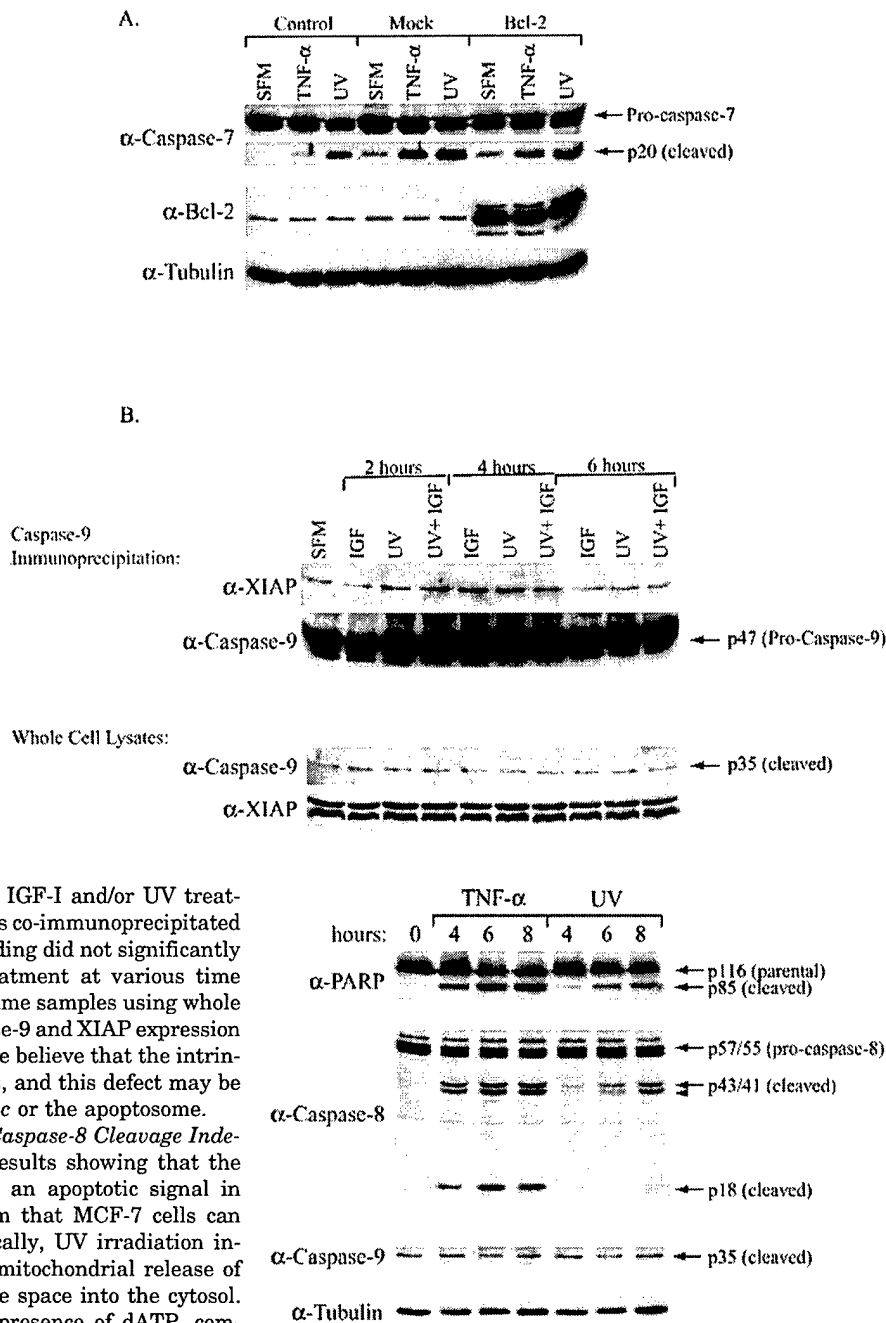 A.
Control Mock Bcl-2
SFM TNF-α UV SFM TNF-α UV SFM TNF-α UV
α-Caspase-7
Pro-caspase-7
p20 (cleaved)
α-Bcl-2
α-Tubulin
B.
2 hours 4 hours 6 hours
SFM IGF UV UV+ IGF IGF UV UV+ IGF IGF UV UV+ IGF
Caspase-9
Immunoprecipitation:
α-XIAP
α-Caspase-9
p47 (Pro-Caspase-9)
Whole Cell Lysates:
α-Caspase-9
p35 (cleaved)
α-XIAP
IGF-I and/or UV treat-
s co-immunoprecipitated
ding did not significantly
eatment at various time
ame samples using whole
se-9 and XIAP expression
e believe that the intrin-
s, and this defect may be
c or the apoptosome.
Caspase-8 Cleavage Inde-
esults showing that the
an apoptotic signal in
m that MCF-7 cells can
cally, UV irradiation in-
mitochondrial release of
e space into the cytosol.
presence of dATP, com-
TNF-α UV
hours: 0 4 6 8 4 6 8
α-PARP
p116 (parental)
p85 (cleaved)
p57/55 (pro-caspase-8)
p43/41 (cleaved)
α-Caspase-8
p18 (cleaved)
α-Caspase-9
p35 (cleaved)
α-Tubulin